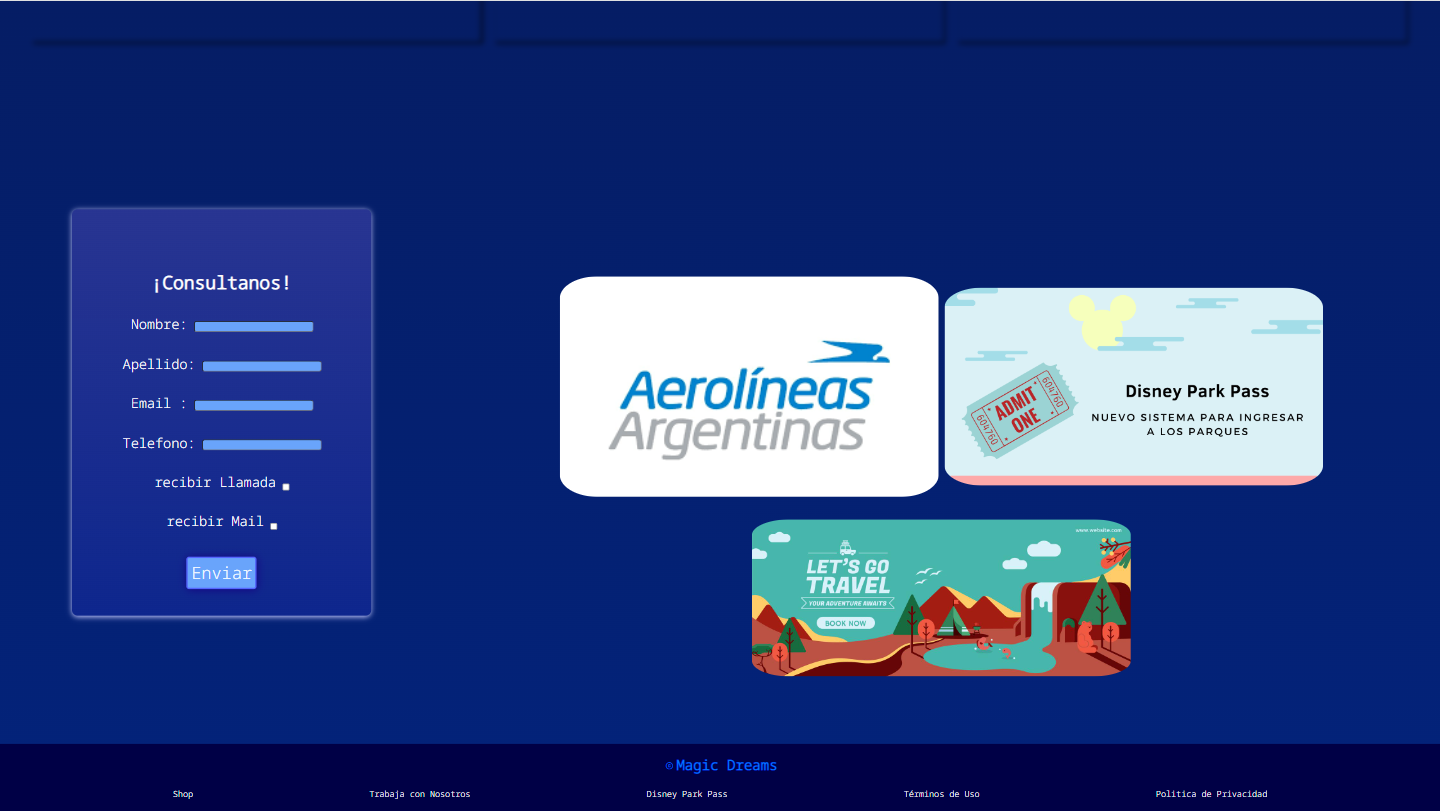 ¡Consultanos!
Nombre:
Apellido:
Email :
Telefono:
recibir Llamada
recibir Mail
Enviar
Aerolíneas
Argentinas
ADMIT
ONE
604760
604760
Disney Park Pass
NUEVO SISTEMA PARA INGRESAR
A LOS PARQUES
www.website.com
LET'S GO
TRAVEL
YOUR ADVENTURE AWAITS
BOOK NOW
©Magic Dreams
Shop
Trabaja con Nosotros
Disney Park Pass
Términos de Uso
Politica de Privacidad